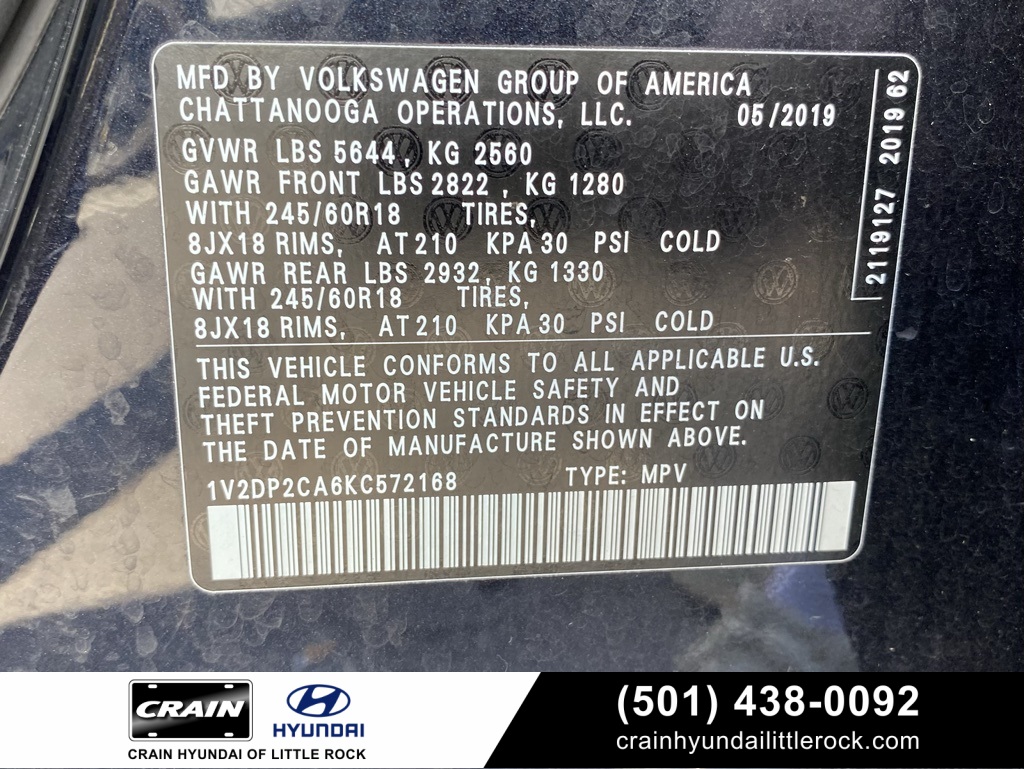 MFD BY VOLKSWAGEN GROUP OF AMERICA
CHATTANOOGA OPERATIONS, LLC. 05/2019
GVWR LBS 5644, KG 2560
GAWR FRONT LBS 2822, KG 1280
WITH 245/60R18 TIRES,
8JX18 RIMS, AT 210 KPA 30 PSI COLD
GAWR REAR LBS 2932, KG 1330
WITH 245/60R18 TIRES,
8JX18 RIMS, AT 210 KPA 30 PSI COLD
2119127 2019 62
THIS VEHICLE CONFORMS TO ALL APPLICABLE U.S.
FEDERAL MOTOR VEHICLE SAFETY AND
THEFT PREVENTION STANDARDS IN EFFECT ON
THE DATE OF MANUFACTURE SHOWN ABOVE.
1V2DP2CA6KC572168 TYPE: MPV
CRAIN HYUNDAI
CRAIN HYUNDAI OF LITTLE ROCK
(501) 438-0092
crainhyundailittlerock.com